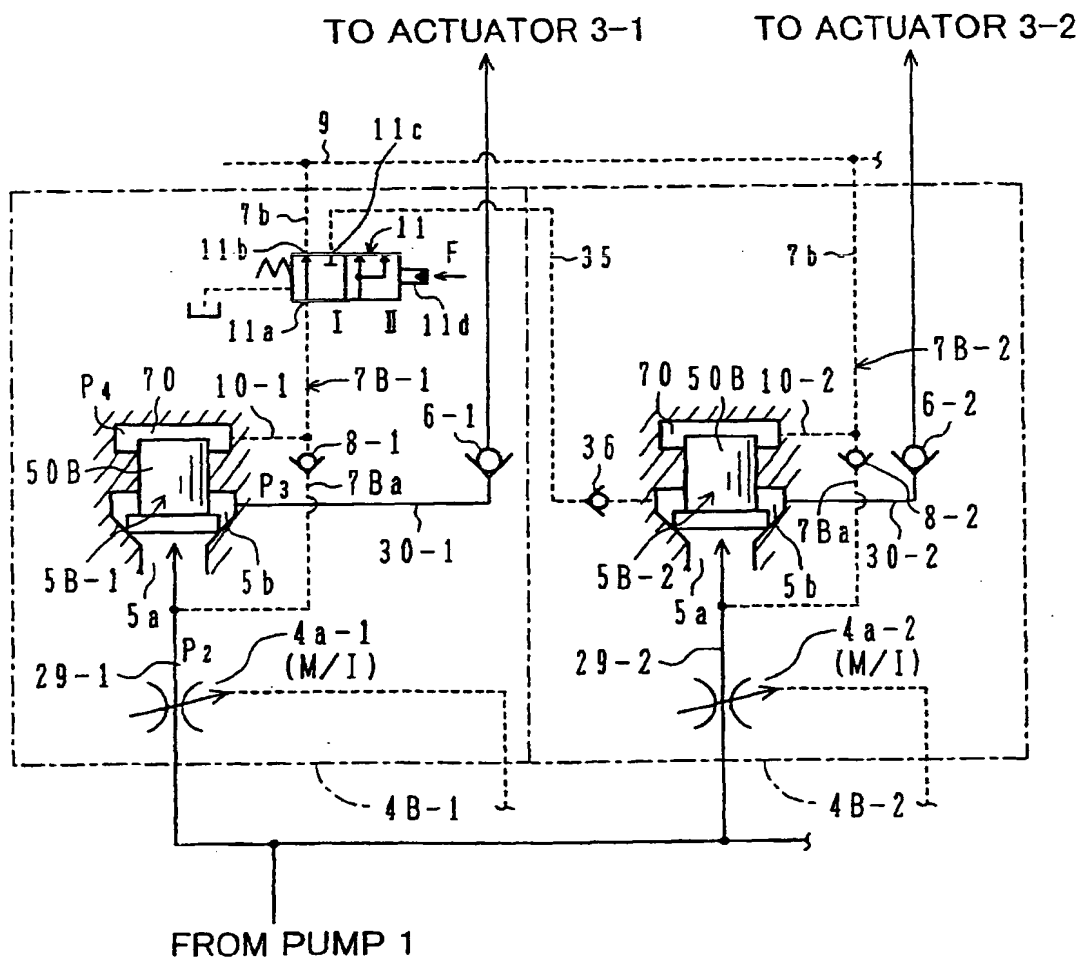 TO ACTUATOR 3-1 TO ACTUATOR 3-2
9 11c
7b 11 35 7b
11b F
11a I II 11d
7B-2
P4 70 10-1 7B-1 70 50B 10-2
6-1 6-2
50B 8-1 36
P3 7Ba
30-1 7Ba 8-2
5B-1 5b 5B-2 30-2
5a 5a 5b
P2 4a-1 4a-2
29-1 (M/I) 29-2 (M/I)
4B-1 4B-2
FROM PUMP 1